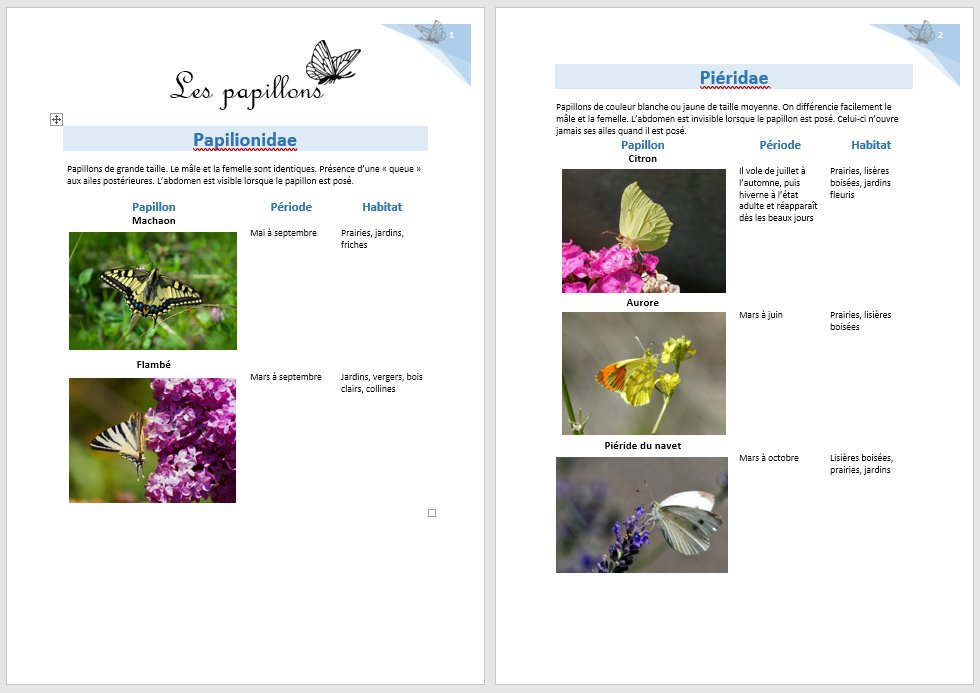 1
Les papillons
Papilionidae
Papillons de grande taille. Le mâle et la femelle sont identiques. Présence d'une « queue »
aux ailes postérieures. L'abdomen est visible lorsque le papillon est posé.
Papillon Période Habitat
Machaon
Mai à septembre
Prairies, jardins,
friches
Flambé
Mars à septembre
Jardins, vergers, bois
clairs, collines
2
Piéridae
Papillons de couleur blanche ou jaune de taille moyenne. On différencie facilement le
mâle et la femelle. L'abdomen est invisible lorsque le papillon est posé. Celui-ci n'ouvre
jamais ses ailes quand il est posé.
Papillon Période Habitat
Citron
Il vole de juillet à
l'automne, puis
hiverne à l'état
adulte et réapparaît
dès les beaux jours
Prairies, lisères
boisées, jardins
fleuris
Aurore
Mars à juin
Prairies, lisières
boisées
Piéride du navet
Mars à octobre
Lisières boisées,
prairies, jardins